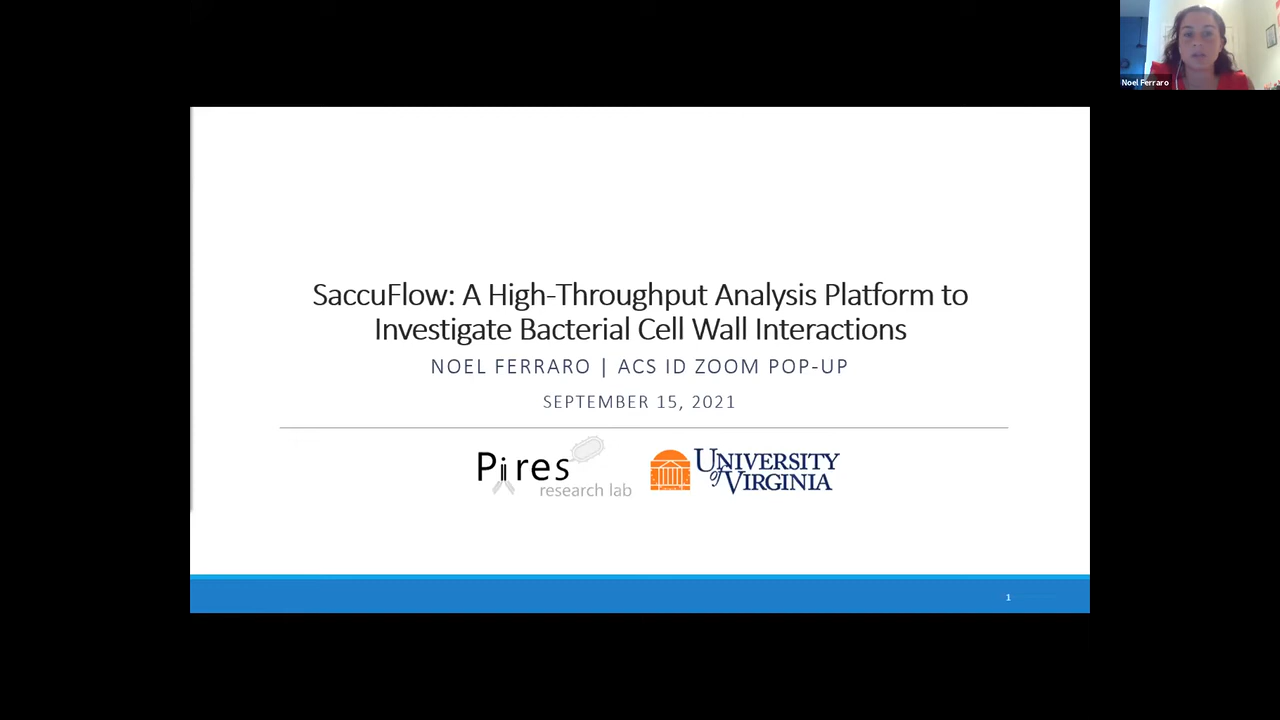 Noel Ferraro
SaccuFlow: A High-Throughput Analysis Platform to
Investigate Bacterial Cell Wall Interactions
NOEL FERRARO | ACS ID ZOOM POP-UP
SEPTEMBER 15, 2021
Pires
research lab
UNIVERSITY
of VIRGINIA
1